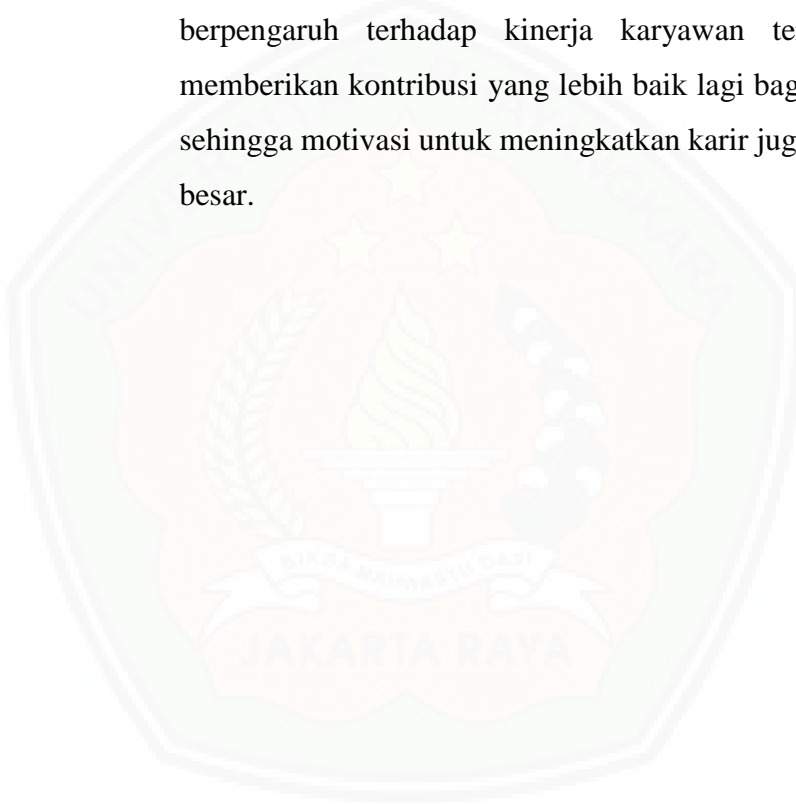 berpengaruh terhadap kinerja karyawan
memberikan kontribusi yang lebih baik lagi
sehingga motivasi untuk meningkatkan karir
besar.
JAKARTA RAYA